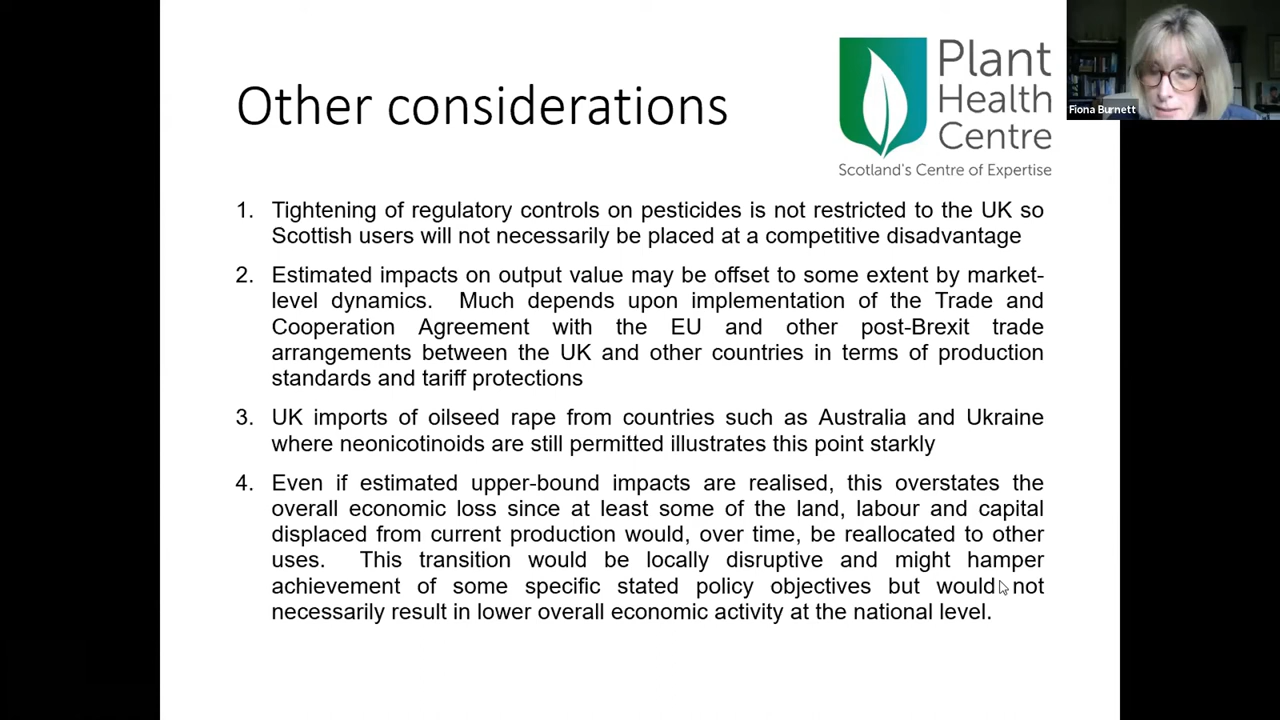 Other considerations
Plant
Health
Centre
Scotland's Centre of Expertise
Fiona Burnett
1. Tightening of regulatory controls on pesticides is not restricted to the UK so
Scottish users will not necessarily be placed at a competitive disadvantage
2. Estimated impacts on output value may be offset to some extent by market-
level dynamics. Much depends upon implementation of the Trade and
Cooperation Agreement with the EU and other post-Brexit trade
arrangements between the UK and other countries in terms of production
standards and tariff protections
3. UK imports of oilseed rape from countries such as Australia and Ukraine
where neonicotinoids are still permitted illustrates this point starkly
4. Even if estimated upper-bound impacts are realised, this overstates the
overall economic loss since at least some of the land, labour and capital
displaced from current production would, over time, be reallocated to other
uses. This transition would be locally disruptive and might hamper
achievement of some specific stated policy objectives but would not
necessarily result in lower overall economic activity at the national level.